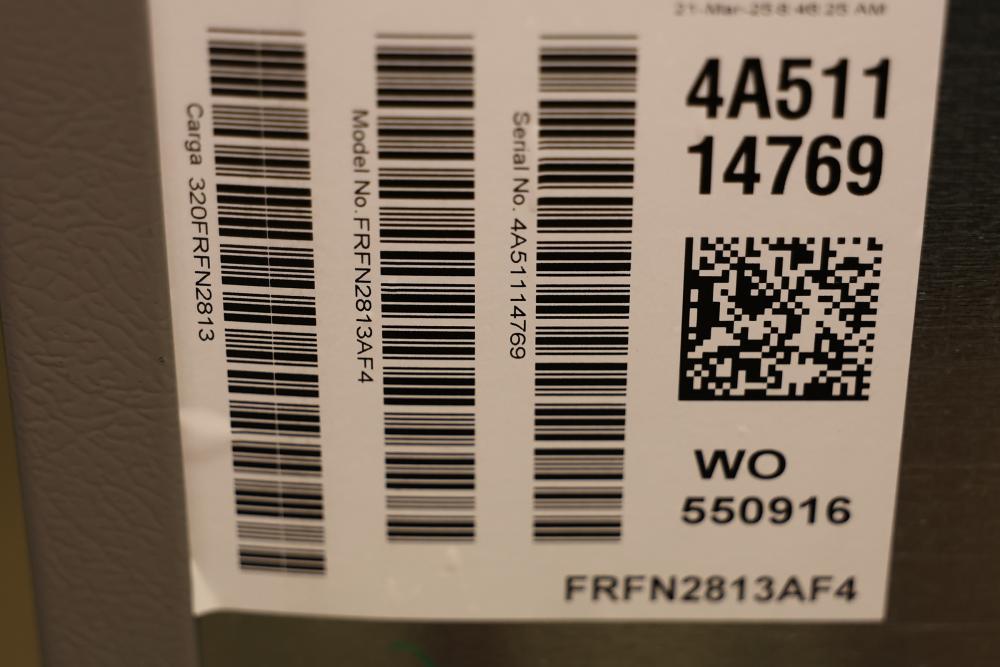 21-Mar-25 8:46:25 AM
4A511
14769
Carga 320FRFN2813
Model No. FRFN2813AF4
Serial No. 4A51114769
WO
550916
FRFN2813AF4